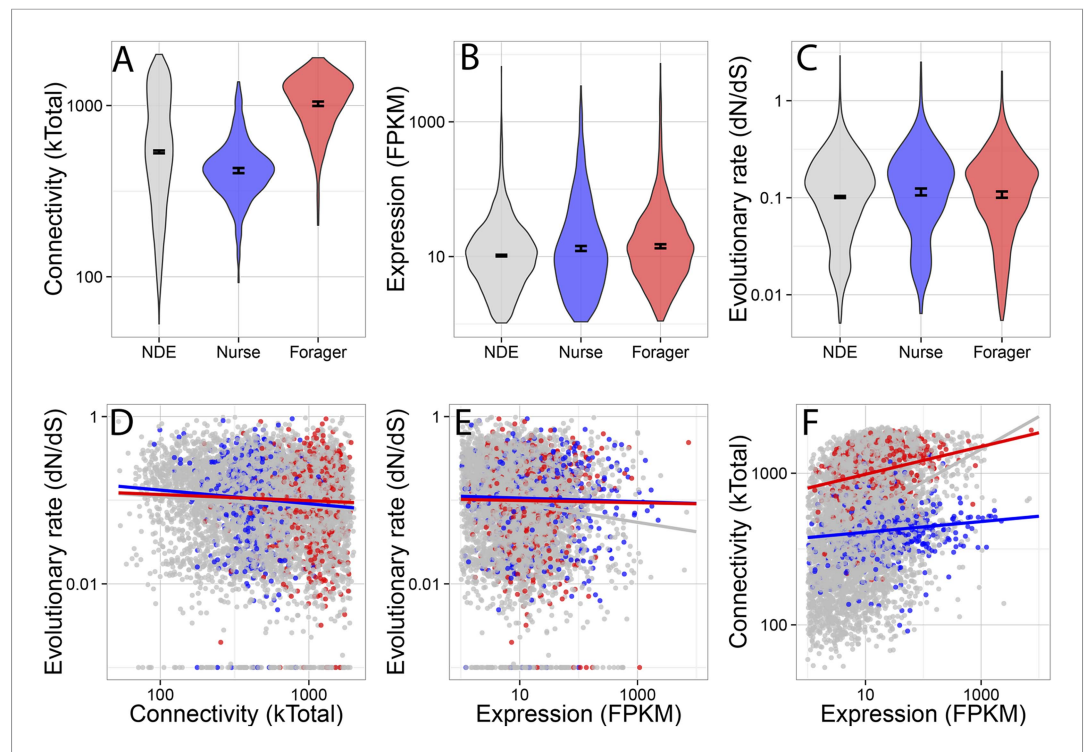 A
B
C
Connectivity (kTotal)
1000
100
NDE Nurse Forager
Expression (FPKM)
1000
10
NDE Nurse Forager
Evolutionary rate (dN/dS)
1
0.1
0.01
NDE Nurse Forager
D
E
F
Evolutionary rate (dN/dS)
1
0.01
100 1000
Connectivity (kTotal)
Evolutionary rate (dN/dS)
1
0.01
10 1000
Expression (FPKM)
Connectivity (kTotal)
1000
100
10 1000
Expression (FPKM)